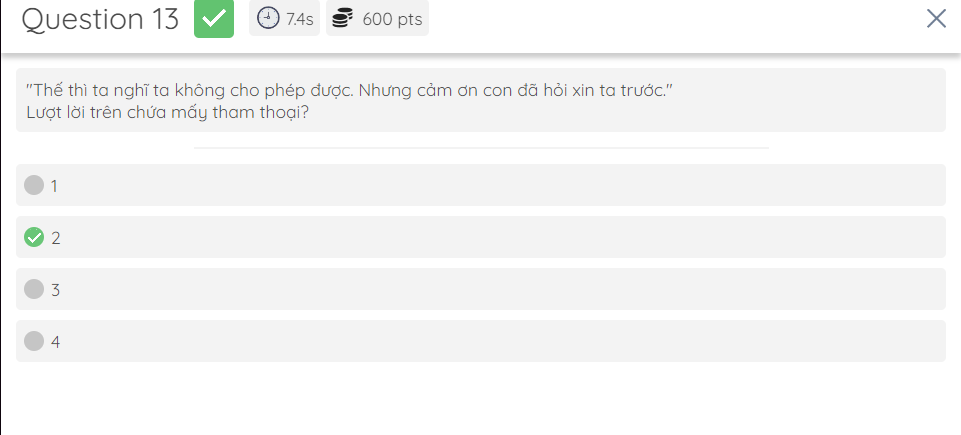 Question 13 7.4s 600 pts
"Thế thì ta nghĩ ta không cho phép được. Nhưng cảm ơn con đã hỏi xin ta trước."
Lượt lời trên chứa mấy tham thoại?
1
2
3
4